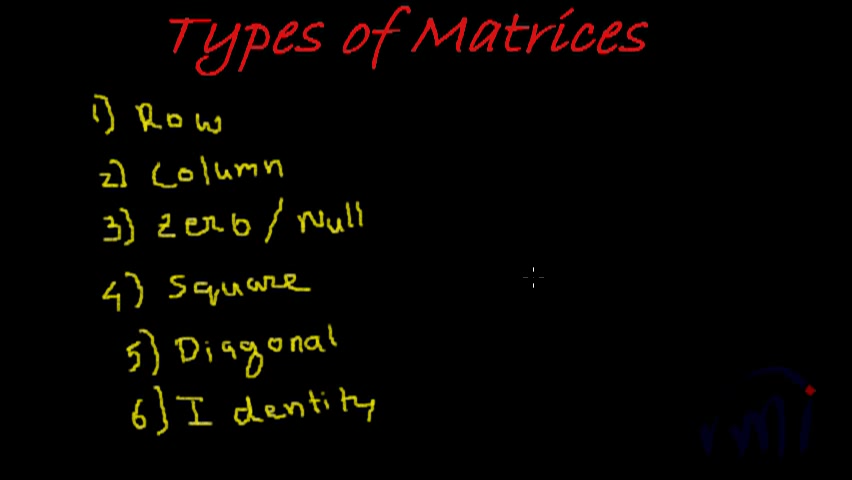 Types of Matrices
1) Row
2) Column
3) Zero / Null
4) Square
5) Diagonal
6) Identity